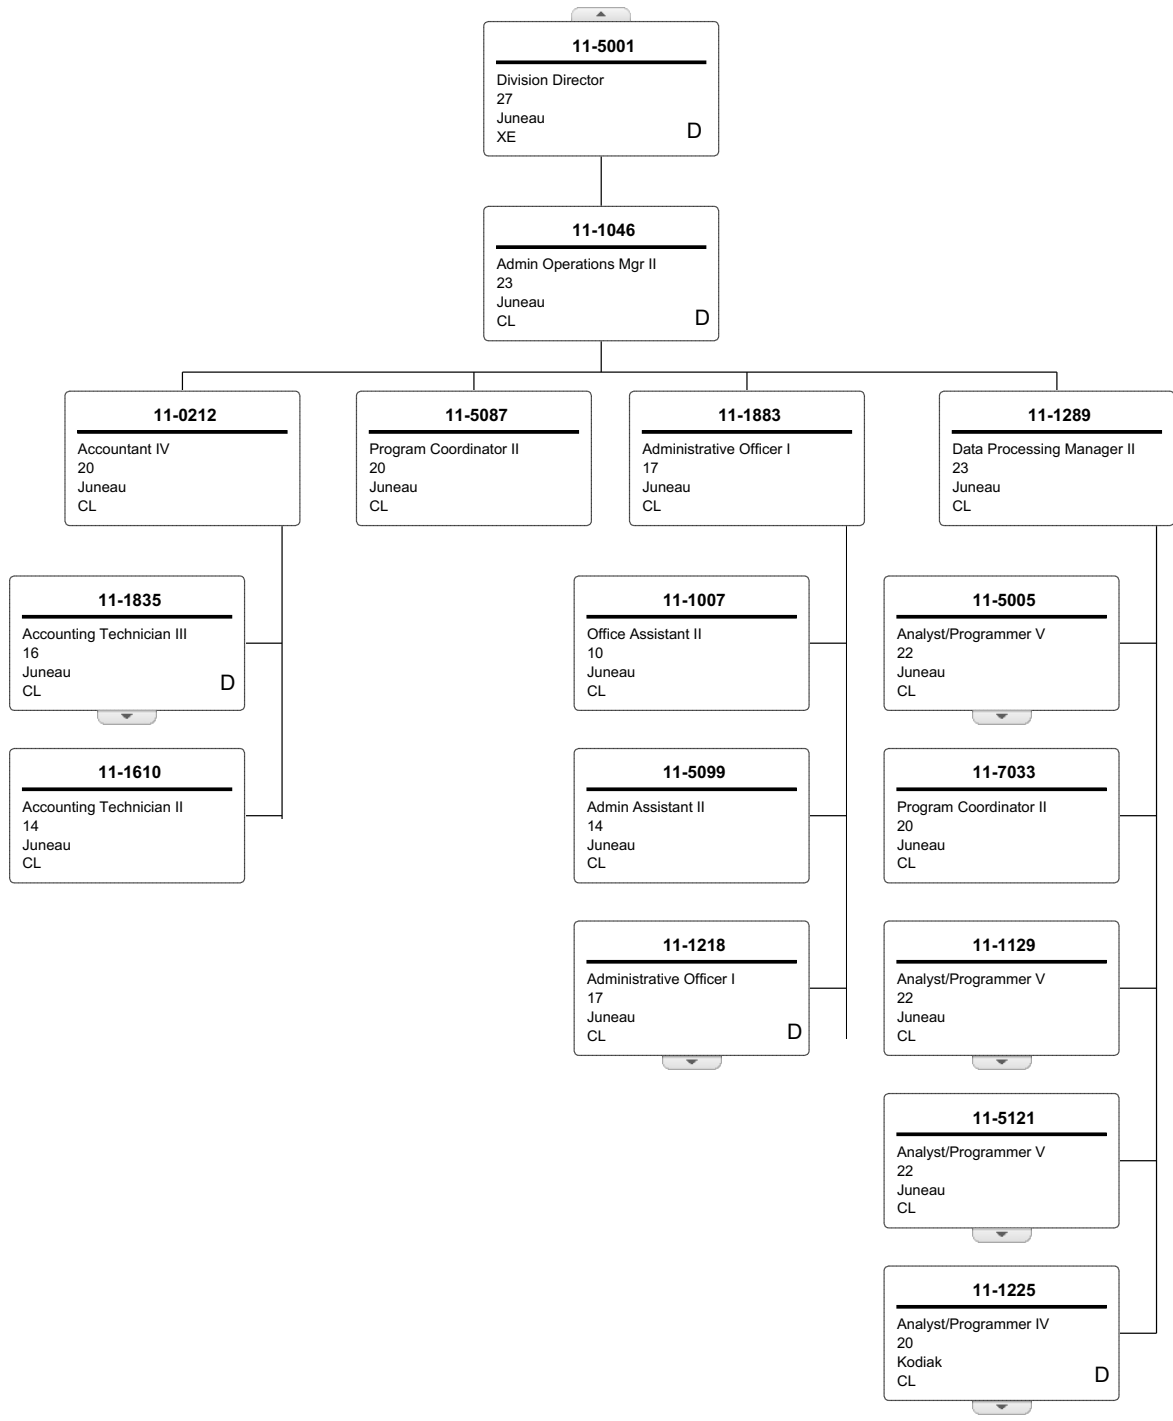 11-5001
Division Director
27
Juneau
XE
D
11-1046
Admin Operations Mgr II
23
Juneau
CL
D
11-0212
Accountant IV
20
Juneau
CL
11-5087
Program Coordinator II
20
Juneau
CL
11-1883
Administrative Officer I
17
Juneau
CL
11-1289
Data Processing Manager II
23
Juneau
CL
11-1835
Accounting Technician III
16
Juneau
CL
D
11-1610
Accounting Technician II
14
Juneau
CL
11-1007
Office Assistant II
10
Juneau
CL
11-5099
Admin Assistant II
14
Juneau
CL
11-1218
Administrative Officer I
17
Juneau
CL
D
11-5005
Analyst/Programmer V
22
Juneau
CL
11-7033
Program Coordinator II
20
Juneau
CL
11-1129
Analyst/Programmer V
22
Juneau
CL
11-5121
Analyst/Programmer V
22
Juneau
CL
11-1225
Analyst/Programmer IV
20
Kodiak
CL
D